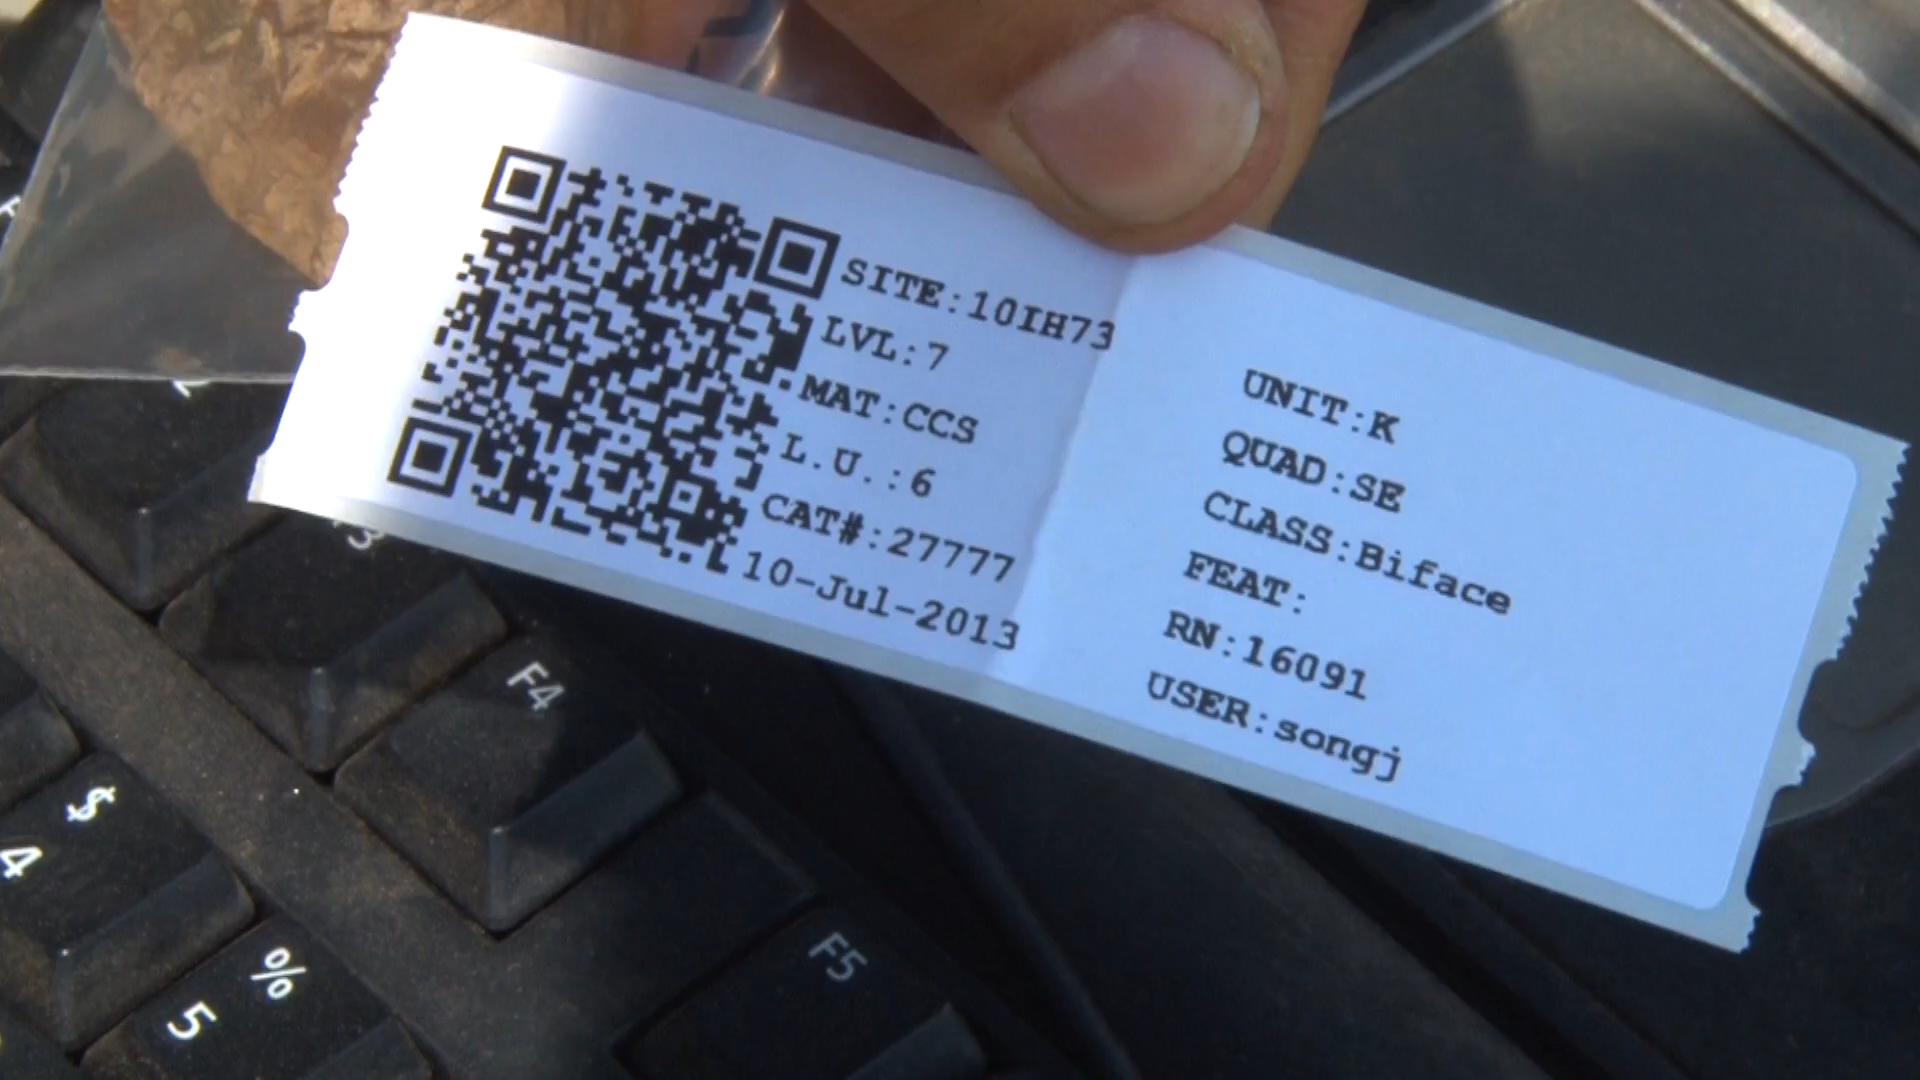 SITE:10IH73
LVL:7
MAT:CCS
L.U.:6
CAT#:27777
10-Jul-2013
UNIT:K
QUAD:SE
CLASS:Biface
FEAT:
RN:16091
USER:songj
F4
F5
$
4
%
5